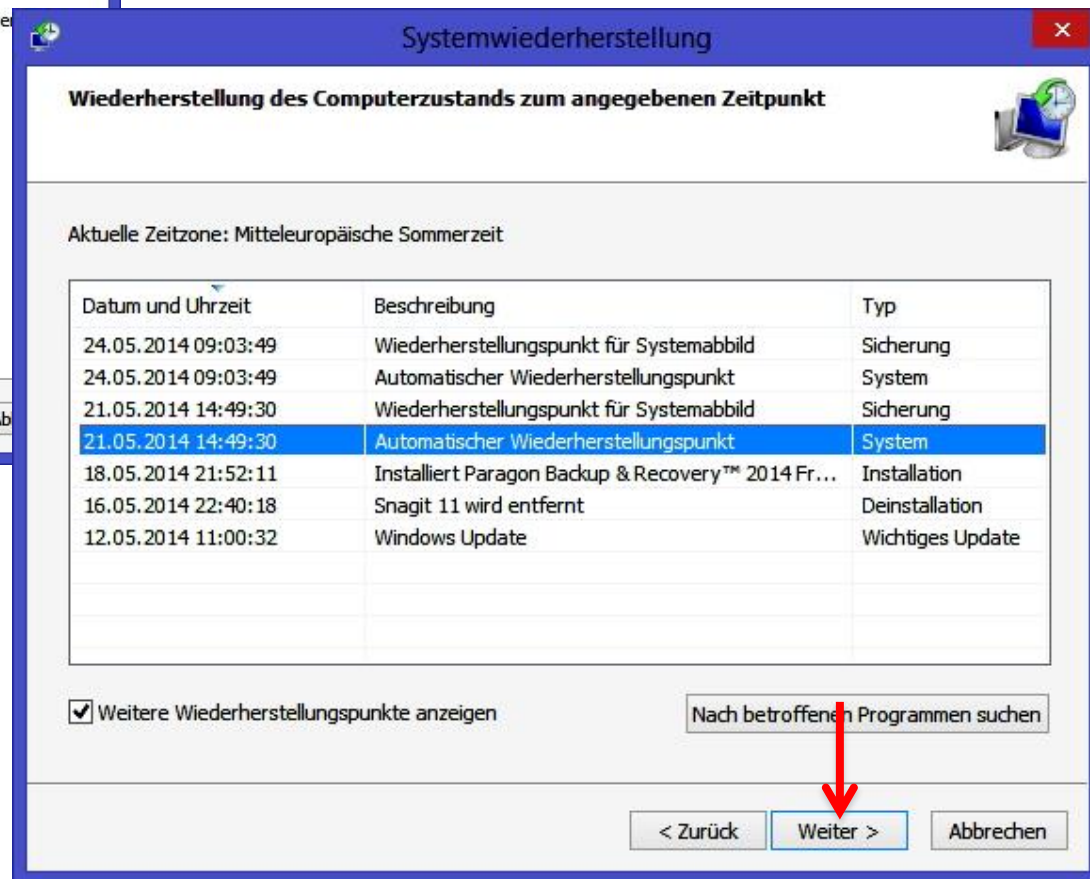 Systemwiederherstellung
Wiederherstellung des Computerzustands zum angegebenen Zeitpunkt
Aktuelle Zeitzone: Mitteleuropäische Sommerzeit
Datum und Uhrzeit Beschreibung Typ
24.05.2014 09:03:49 Wiederherstellungspunkt für Systemabbild Sicherung
24.05.2014 09:03:49 Automatischer Wiederherstellungspunkt System
21.05.2014 14:49:30 Wiederherstellungspunkt für Systemabbild Sicherung
21.05.2014 14:49:30 Automatischer Wiederherstellungspunkt System
18.05.2014 21:52:11 Installiert Paragon Backup & Recovery™ 2014 Fr... Installation
16.05.2014 22:40:18 Snagit 11 wird entfernt Deinstallation
12.05.2014 11:00:32 Windows Update Wichtiges Update
Weitere Wiederherstellungspunkte anzeigen Nach betroffenen Programmen suchen
< Zurück Weiter > Abbrechen